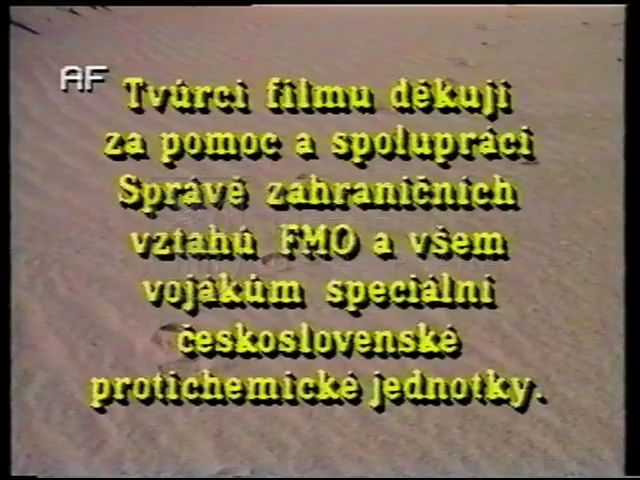 AF
Tvůrci filmu děkují
za pomoc a spolupráci
Správě zahraničních
vztahů FMO a všem
vojákům speciální
československé
protichemické jednotky.